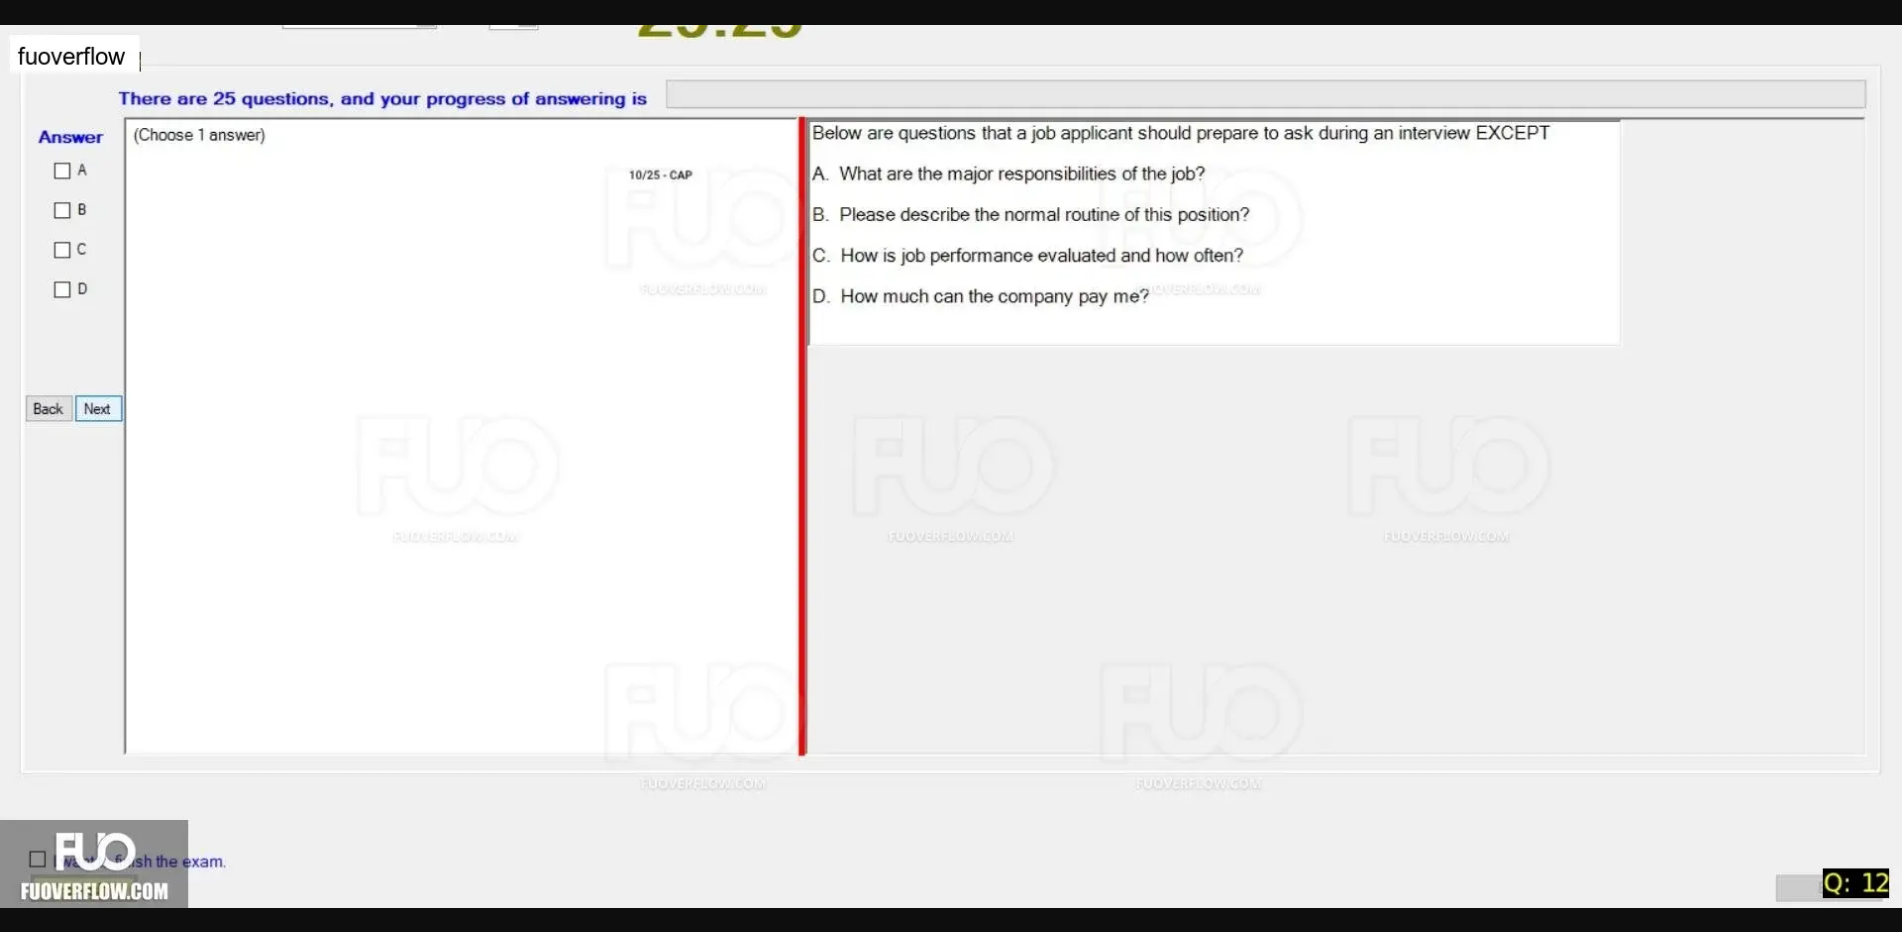 fuoverflow
There are 25 questions, and your progress of answering is
Answer
(Choose 1 answer)
A
B
C
D
10/25 - CAP
Back
Next
Below are questions that a job applicant should prepare to ask during an interview EXCEPT
A. What are the major responsibilities of the job?
B. Please describe the normal routine of this position?
C. How is job performance evaluated and how often?
D. How much can the company pay me?
FUO
FUOVERFLOW.COM
FUO
FUOVERFLOW.COM
FUO
FUOVERFLOW.COM
FUO
FUOVERFLOW.COM
FUO
FUOVERFLOW.COM
FUO
FUOVERFLOW.COM
FUO
FUOVERFLOW.COM
the exam.
FUO
FUOVERFLOW.COM
Q: 12